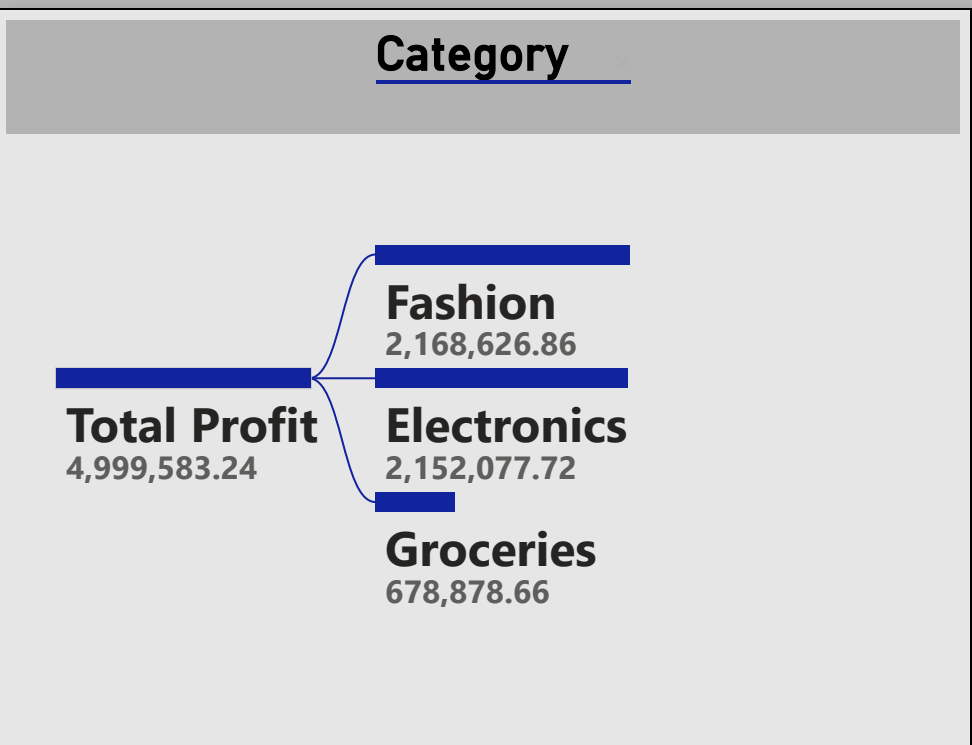 Category
Fashion
2,168,626.86
Total Profit
4,999,583.24
Electronics
2,152,077.72
Groceries
678,878.66